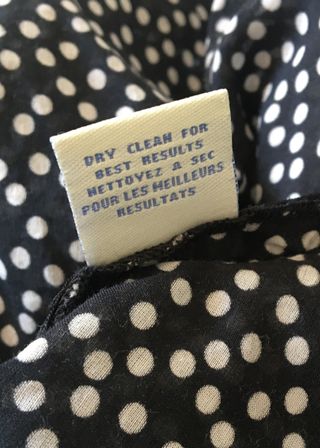 DRY CLEAN FOR
BEST RESULTS
NETTOYEZ A SEC
POUR LES MEILLEURS
RESULTATS